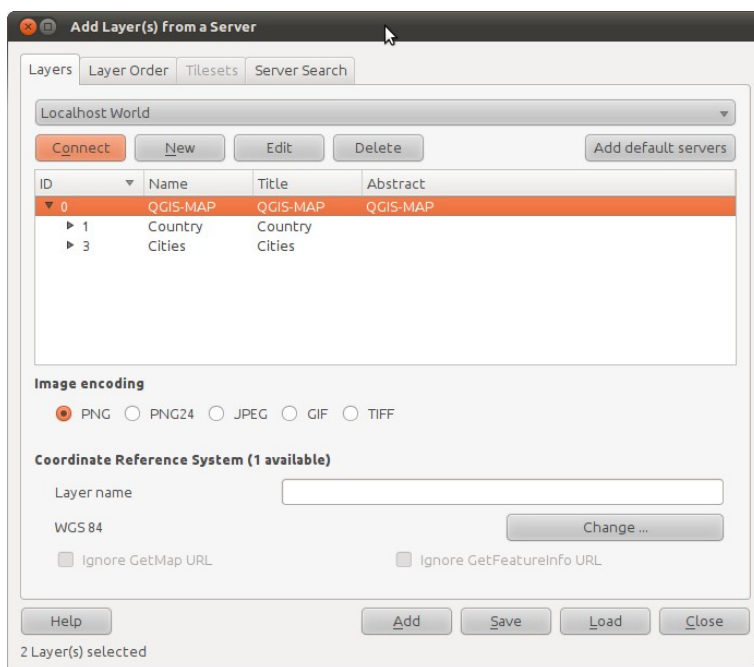 Add Layer(s) from a Server
Layers Layer Order Tilesets Server Search
Localhost World
Connect New Edit Delete Add default servers
ID Name Title Abstract
0 QGIS-MAP QGIS-MAP QGIS-MAP
1 Country Country
3 Cities Cities
Image encoding
PNG PNG24 JPEG GIF TIFF
Coordinate Reference System (1 available)
Layer name
WGS 84 Change ...
Ignore GetMap URL Ignore GetFeatureInfo URL
Help Add Save Load Close
2 Layer(s) selected